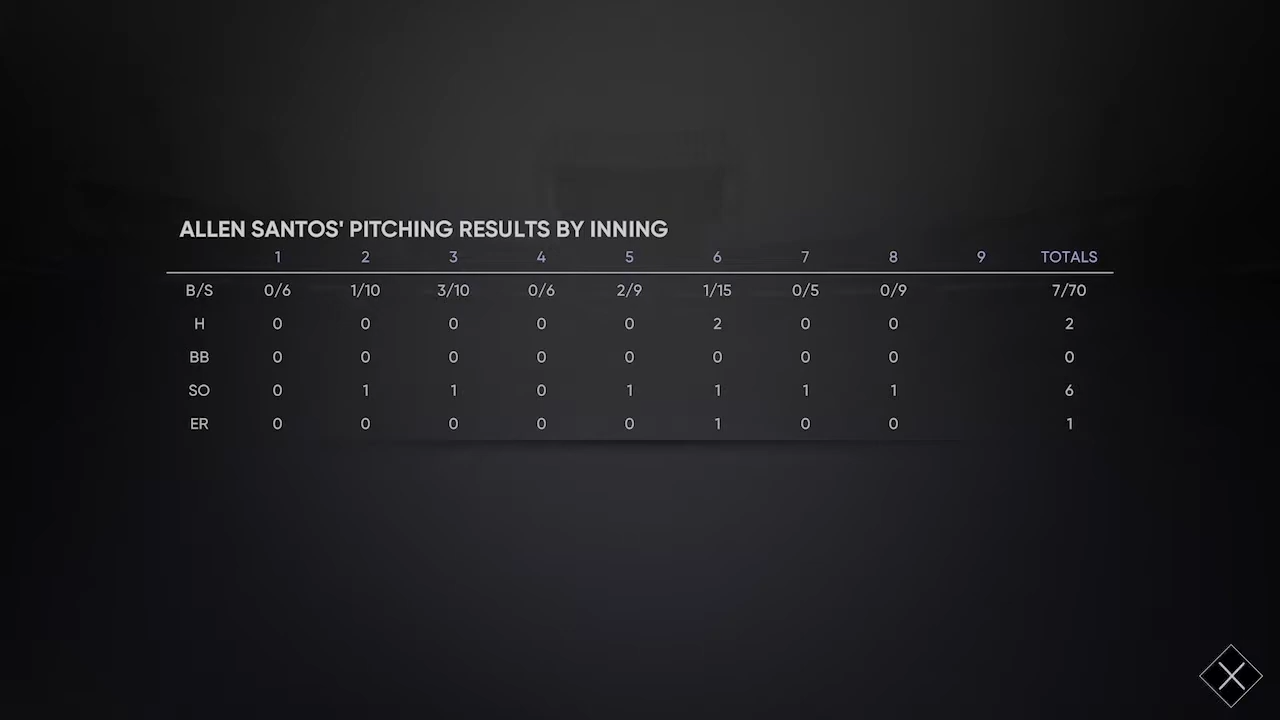 ALLEN SANTOS' PITCHING RESULTS BY INNING
1 2 3 4 5 6 7 8 9 TOTALS
B/S 0/6 1/10 3/10 0/6 2/9 1/15 0/5 0/9 7/70
H 0 0 0 0 0 2 0 0 2
BB 0 0 0 0 0 0 0 0 0
SO 0 1 1 0 1 1 1 1 6
ER 0 0 0 0 0 1 0 0 1